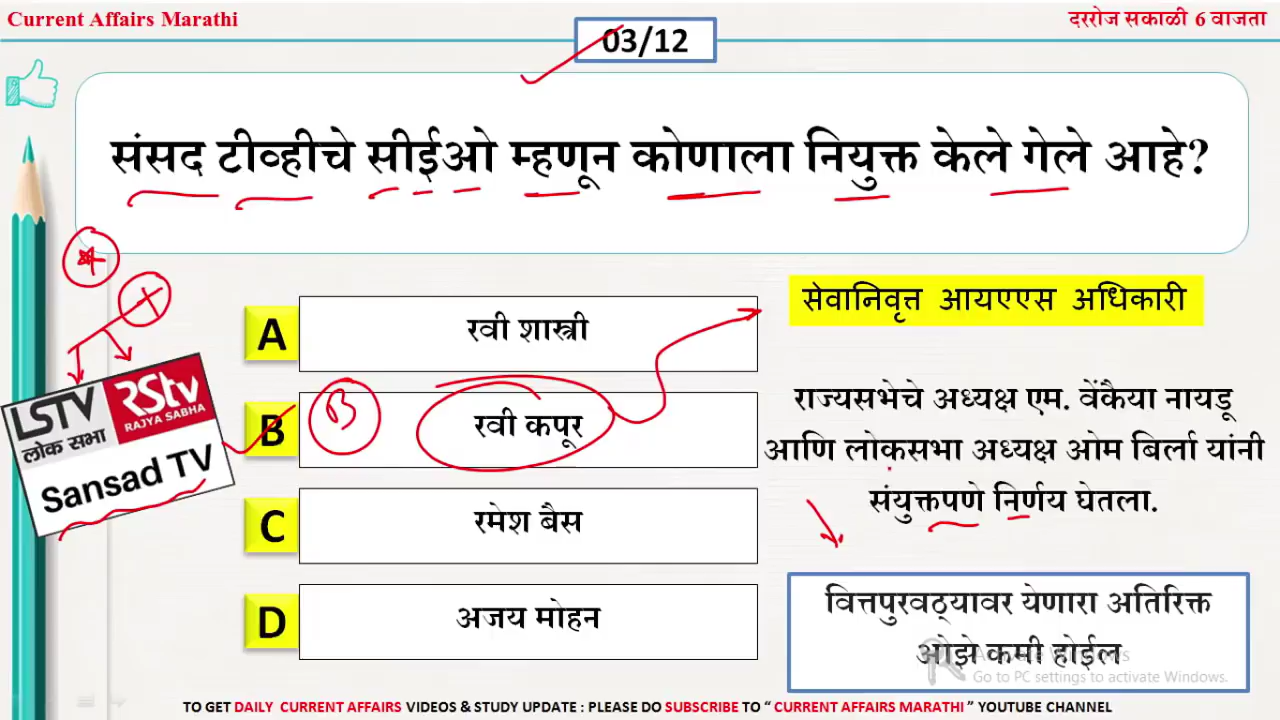 Current Affairs Marathi
दररोज सकाळी 6 वाजता
03/12
संसद टीव्हीचे सीईओ म्हणून कोणाला नियुक्त केले गेले आहे?
सेवानिवृत्त आयएएस अधिकारी
A
रवी शास्त्री
LSTV
लोक सभा
RSTV
RAJYA SABHA
Sansad TV
B
B
रवी कपूर
राज्यसभेचे अध्यक्ष एम. वेंकैया नायडू
आणि लोकसभा अध्यक्ष ओम बिर्ला यांनी
संयुक्तपणे निर्णय घेतला.
C
रमेश बैस
D
अजय मोहन
वित्तपुरवठ्यावर येणारा अतिरिक्त
ओझे कमी होईल
Activate Windows
Go to PC settings to activate Windows.
TO GET DAILY CURRENT AFFAIRS VIDEOS & STUDY UPDATE : PLEASE DO SUBSCRIBE TO “ CURRENT AFFAIRS MARATHI ” YOUTUBE CHANNEL